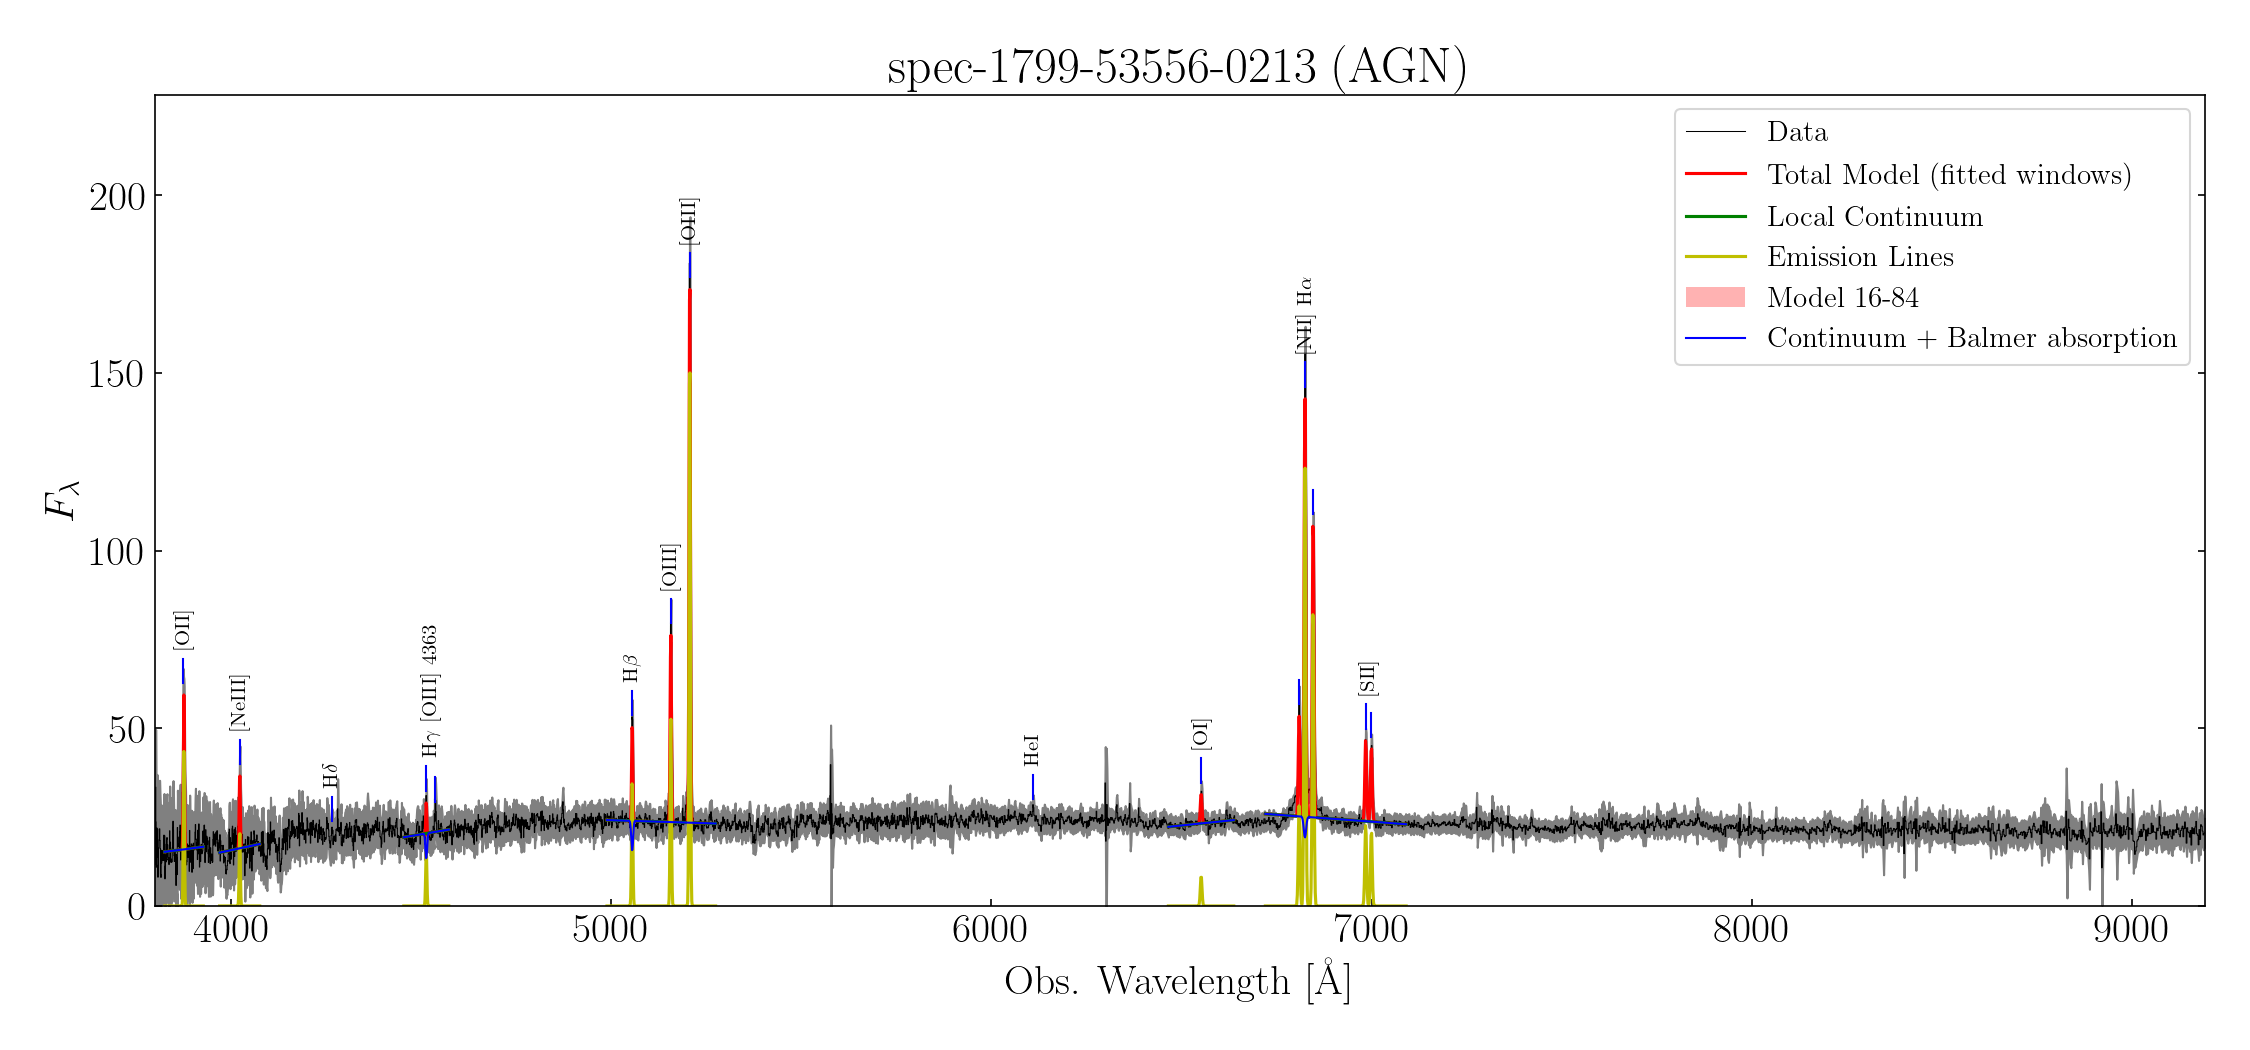 spec-1799-53556-0213 (AGN)
Data
Total Model (fitted windows)
Local Continuum
Emission Lines
Model 16-84
Continuum + Balmer absorption
200
150
100
50
0
Fλ
[OII]
[NeIII]
Hδ
Hγ [OIII] 4363
Hβ
[OIII]
[OIII]
HeI
[OI]
[NII] Hα
[SII]
4000
5000
6000
7000
8000
9000
Obs. Wavelength [Å]